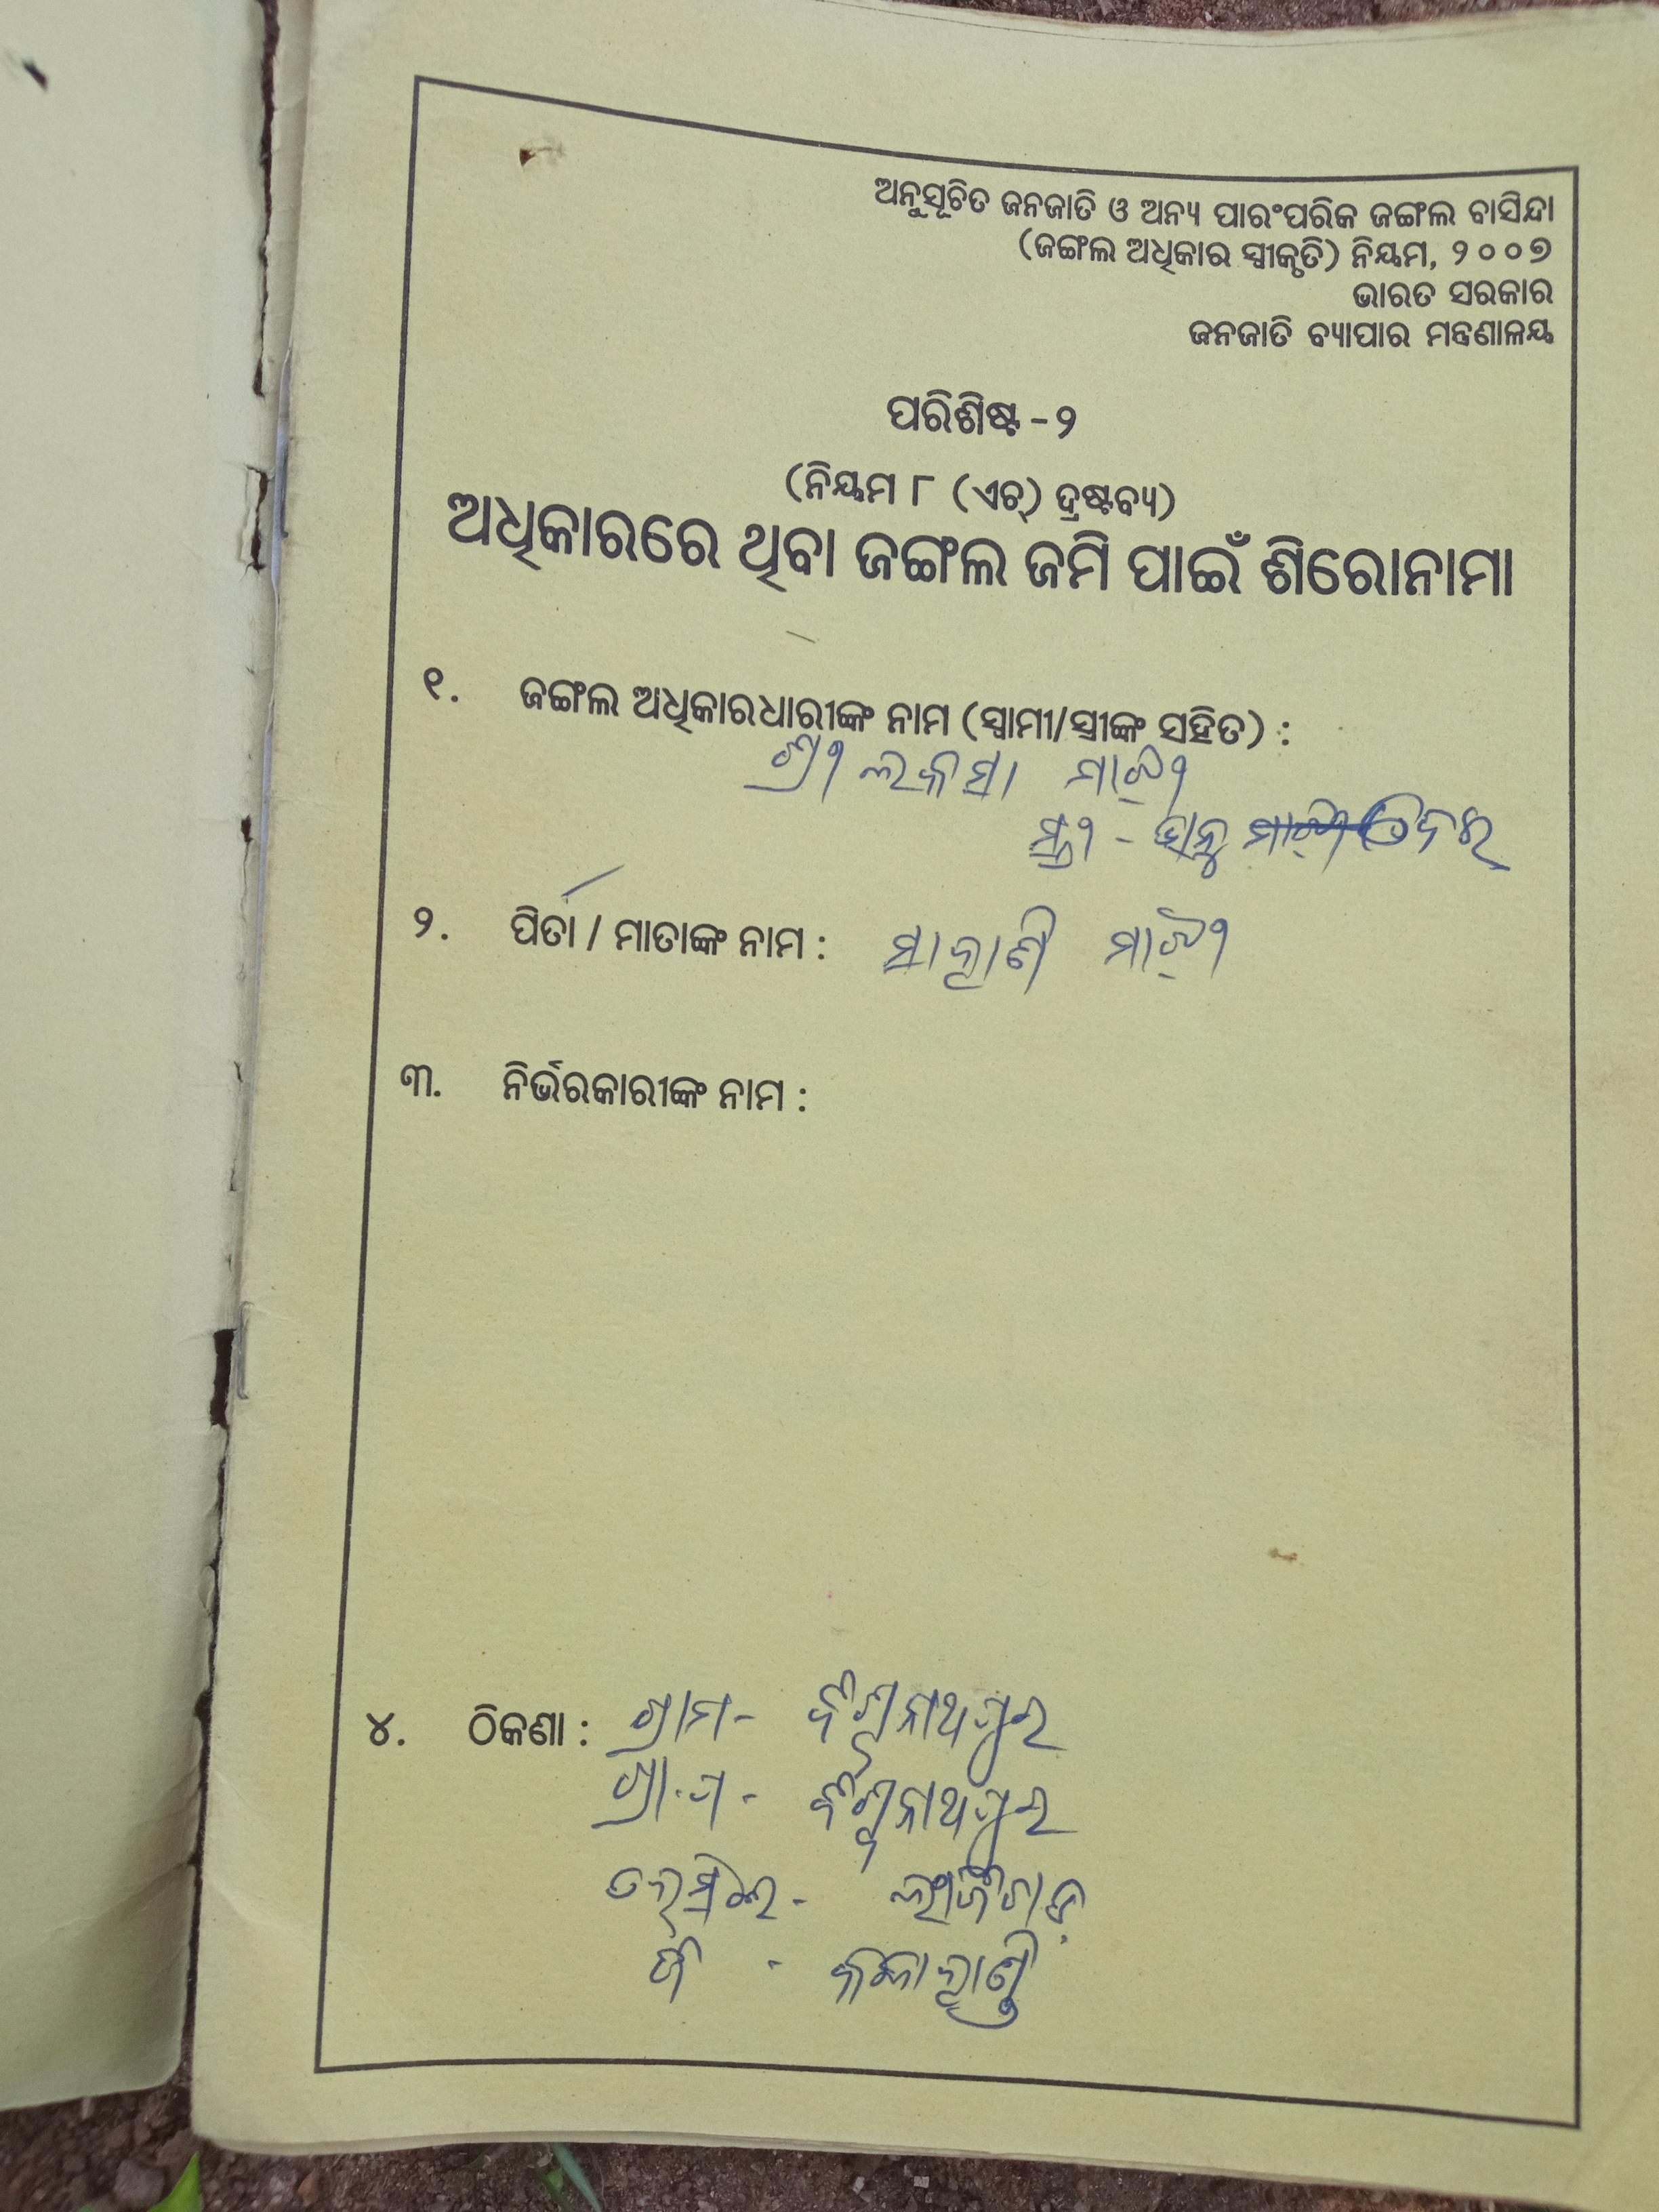 ଅନୁସୂଚିତ ଜନଜାତି ଓ ଅନ୍ୟ ପାରଂପରିକ ଜଙ୍ଗଲ ବାସିନ୍ଦା
(ଜଙ୍ଗଲ ଅଧିକାର ସ୍ୱୀକୃତି) ନିୟମ, ୨୦୦୭
ଭାରତ ସରକାର
ଜନଜାତି ବ୍ୟାପାର ମନ୍ତ୍ରଣାଳୟ
ପରିଶିଷ୍ଟ - ୨
(ନିୟମ ୮ (ଏଚ୍) ଦ୍ରଷ୍ଟବ୍ୟ)
ଅଧିକାରରେ ଥିବା ଜଙ୍ଗଲ ଜମି ପାଇଁ ଶିରୋନାମା
୧. ଜଙ୍ଗଲ ଅଧିକାରଧାରୀଙ୍କ ନାମ (ସ୍ୱାମୀ/ସ୍ତ୍ରୀଙ୍କ ସହିତ) :
ଶ୍ରୀ ମାଝୀ
ସ୍ତ୍ରୀ -
୨. ପିତା / ମାତାଙ୍କ ନାମ : ମାଝୀ
୩. ନିର୍ଭରକାରୀଙ୍କ ନାମ :
୪. ଠିକଣା : ଗ୍ରାମ - ବିଶ୍ୱନାଥପୁର
ଗ୍ରା.ପ - ବିଶ୍ୱନାଥପୁର
ତହସିଲ - ଲାଞ୍ଜିଗଡ଼
ଜି - କଳାହାଣ୍ଡି